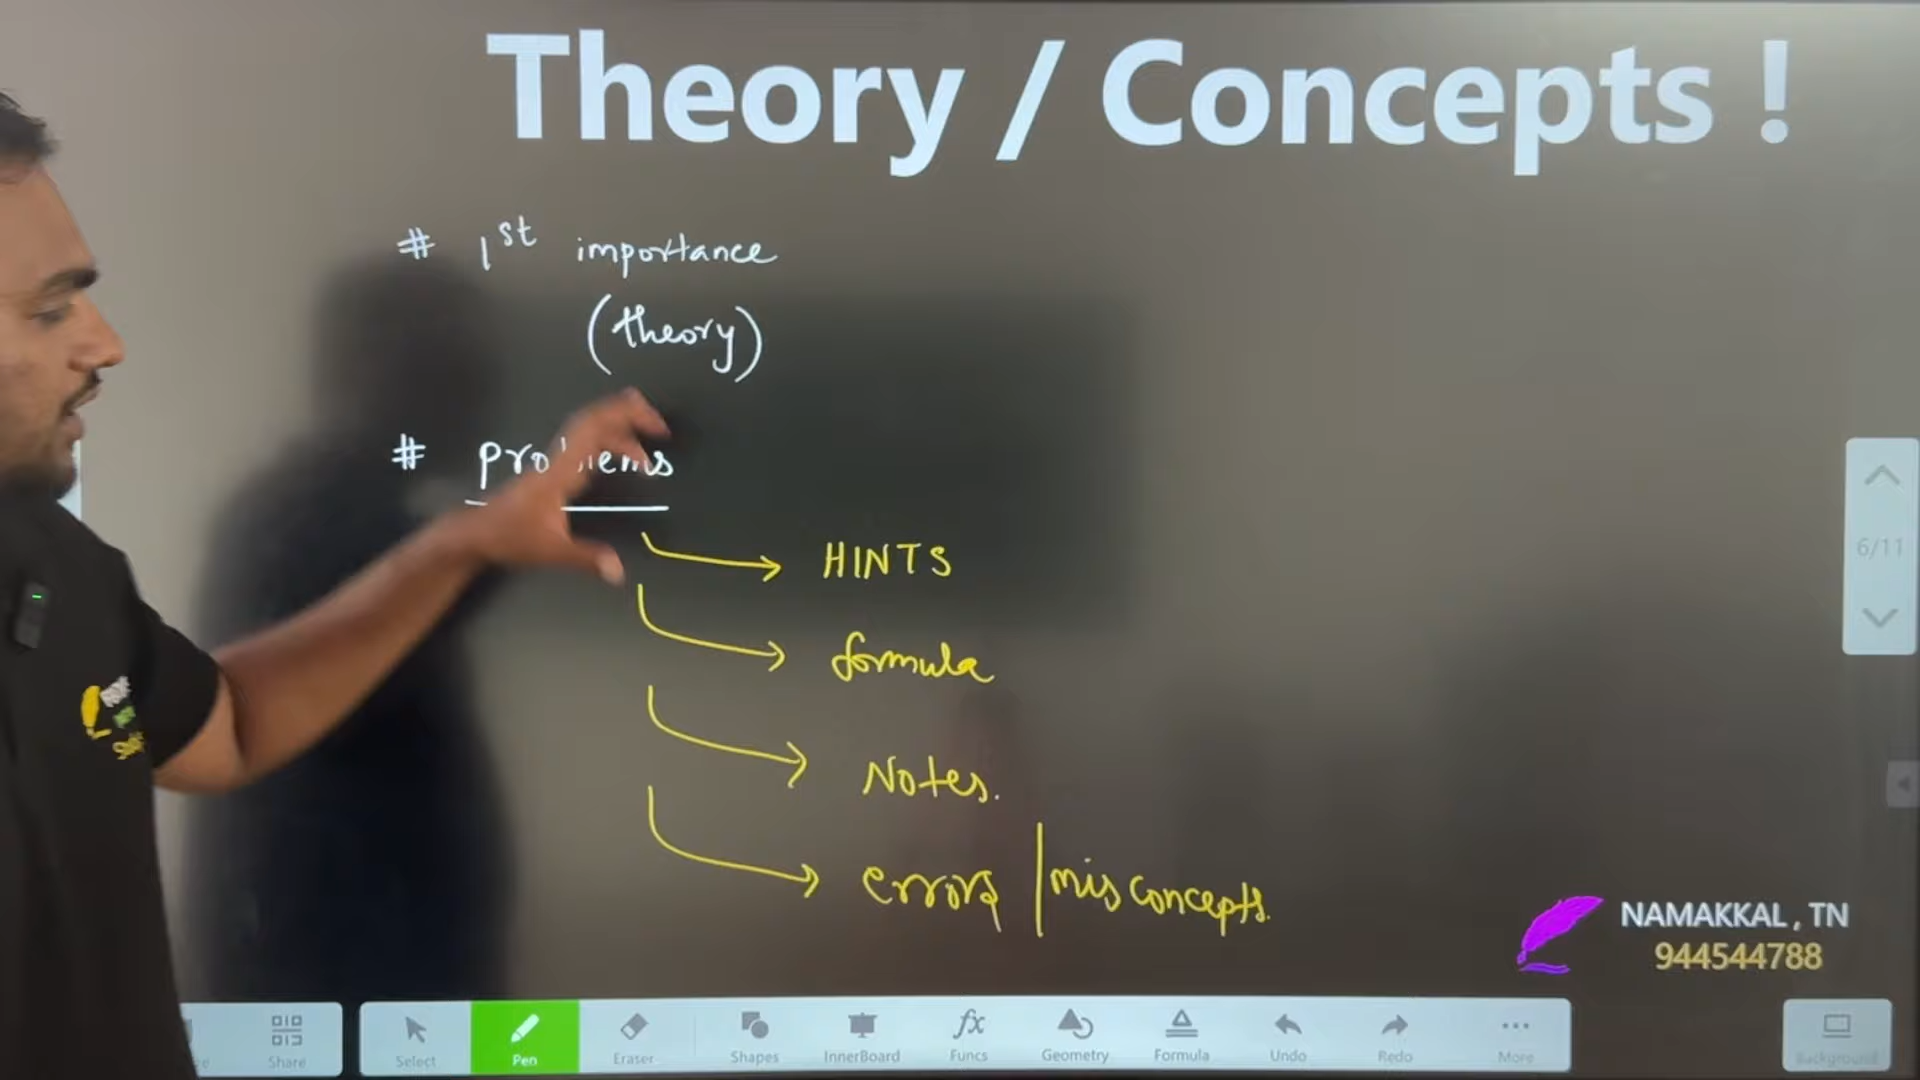 Theory / Concepts !
# 1st importance
(theory)
# problems
HINTS
formula
Notes.
errors | misconcepts.
6/11
NAMAKKAL , TN
944544788
Share
Select
Pen
Eraser
Shapes
InnerBoard
fx
Funcs
Geometry
Formula
Undo
Redo
More
Background